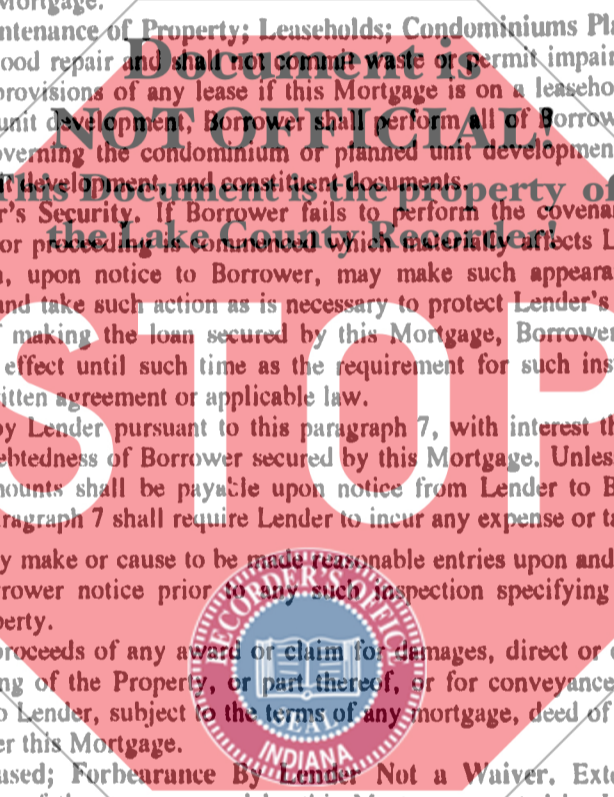 Mortgage.
ntenance of Property; Leaseholds; Condominiums Pla
ood repair and shall not commit waste or permit impair
Document is
provisions of any lease if this Mortgage is on a leaseho
unit development, Borrower shall perform all of Borrow
NOT OFFICIAL!
overning the condominium or planned unit developmen
f development, and constituent documents.
This Document is the property of
r's Security. If Borrower fails to perform the covenan
or proceeding is commenced which materially affects L
the Lake County Recorder!
n, upon notice to Borrower, may make such appeara
and take such action as is necessary to protect Lender's
f making the loan secured by this Mortgage, Borrower
effect until such time as the requirement for such ins
itten agreement or applicable law.
STOP
by Lender pursuant to this paragraph 7, with interest th
ebtedness of Borrower secured by this Mortgage. Unles
mounts shall be payable upon notice from Lender to B
ragraph 7 shall require Lender to incur any expense or ta
y make or cause to be made reasonable entries upon and
rower notice prior to any such inspection specifying
perty.
RECORDER'S OFFICE
proceeds of any award or claim for damages, direct or
ng of the Property, or part thereof, or for conveyance
o Lender, subject to the terms of any mortgage, deed of
SEAL
er this Mortgage.
INDIANA
ased; Forbearance By Lender Not a Waiver. Exte